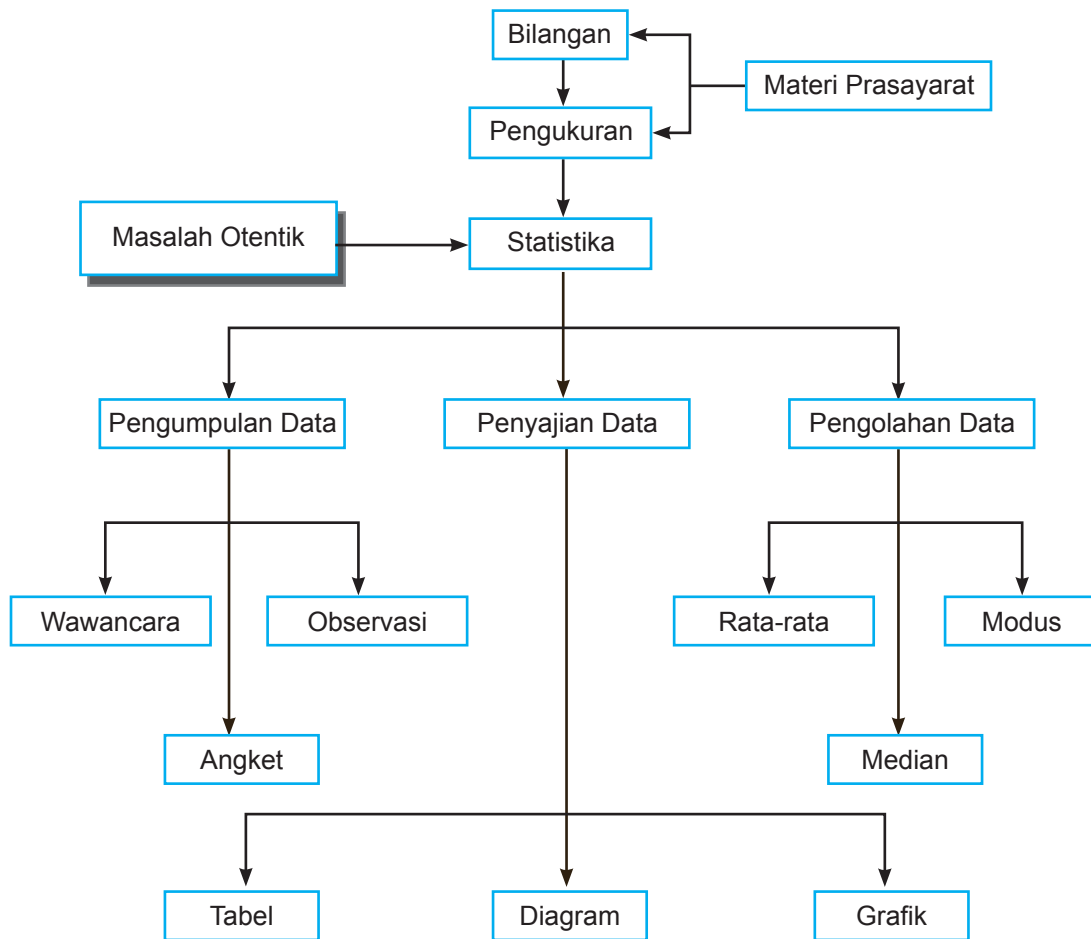 Bilangan
Materi Prasayarat
Pengukuran
Masalah Otentik
Statistika
Pengumpulan Data
Penyajian Data
Pengolahan Data
Wawancara
Observasi
Rata-rata
Modus
Angket
Median
Tabel
Diagram
Grafik